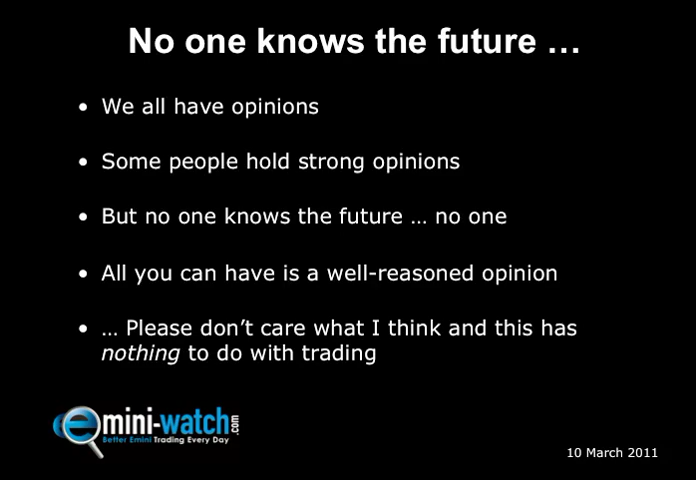 No one knows the future …
• We all have opinions
• Some people hold strong opinions
• But no one knows the future … no one
• All you can have is a well-reasoned opinion
• … Please don’t care what I think and this has
nothing to do with trading
emini-watch.com
Better Emini Trading Every Day
10 March 2011